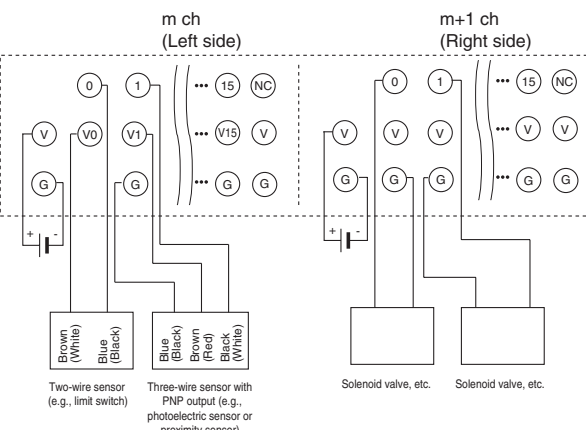 m ch
(Left side)
m+1 ch
(Right side)
0 1 ••• 15 NC
0 1 ••• 15 NC
V V0 V1 ••• V15 V
V V V ••• V V
G G ••• G G
G G G ••• G G
+ -
+ -
Brown
(White)
Blue
(Black)
Blue
(Black)
Brown
(Red)
Black
(White)
Two-wire sensor
(e.g., limit switch)
Three-wire sensor with
PNP output (e.g.,
photoelectric sensor or
proximity sensor)
Solenoid valve, etc.
Solenoid valve, etc.